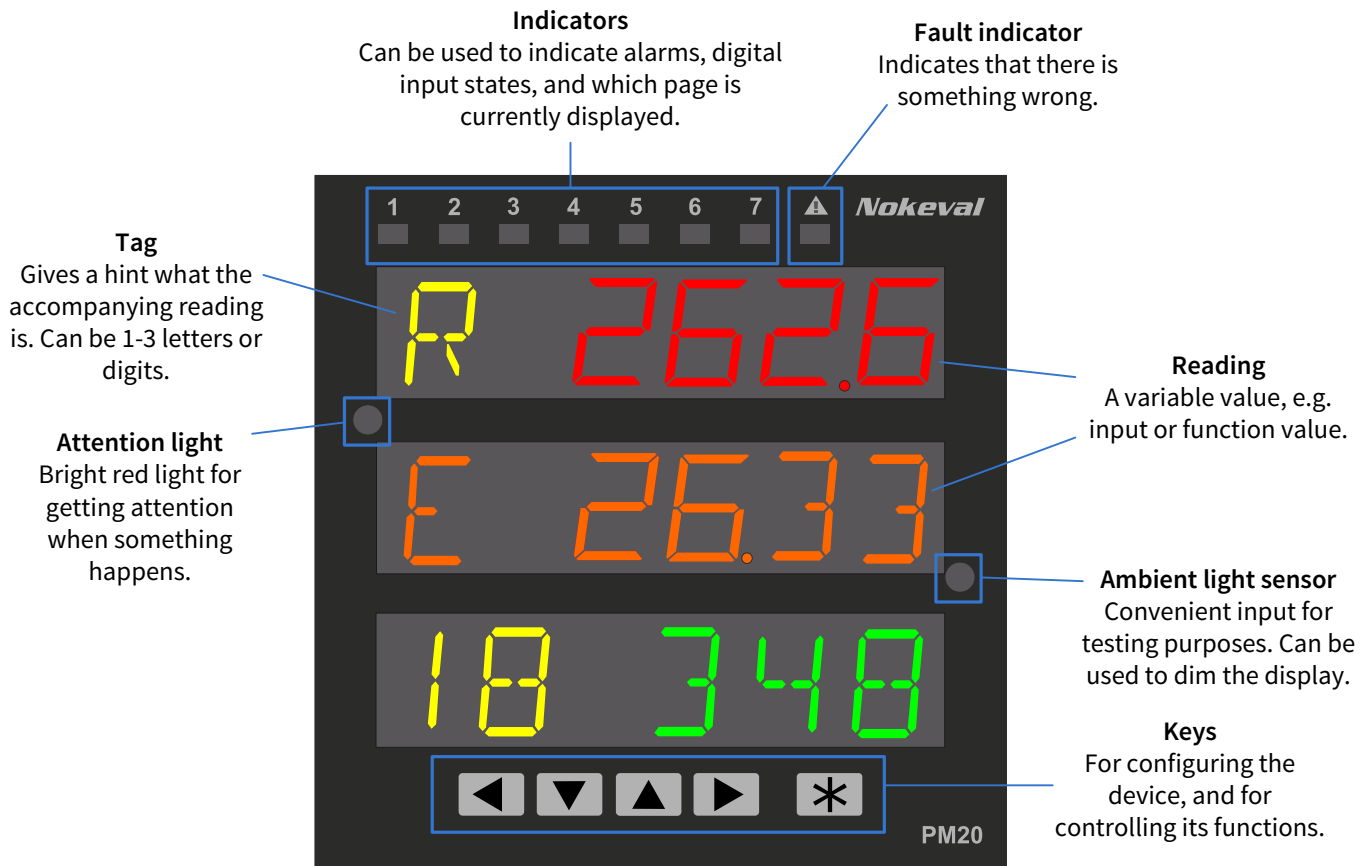 Indicators
Can be used to indicate alarms, digital
input states, and which page is
currently displayed.
Fault indicator
Indicates that there is
something wrong.
1 2 3 4 5 6 7 Nokeval
Tag
Gives a hint what the
accompanying reading
is. Can be 1-3 letters or
digits.
R 262.6
Reading
A variable value, e.g.
input or function value.
Attention light
Bright red light for
getting attention
when something
happens.
E 26.33
Ambient light sensor
Convenient input for
testing purposes. Can be
used to dim the display.
18 348
Keys
For configuring the
device, and for
controlling its functions.
PM20